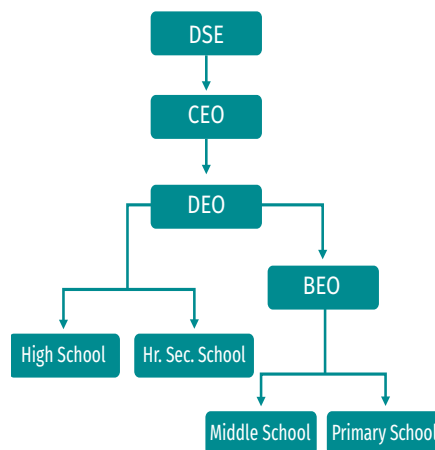 DSE
CEO
DEO
BEO
High School
Hr. Sec. School
Middle School
Primary School